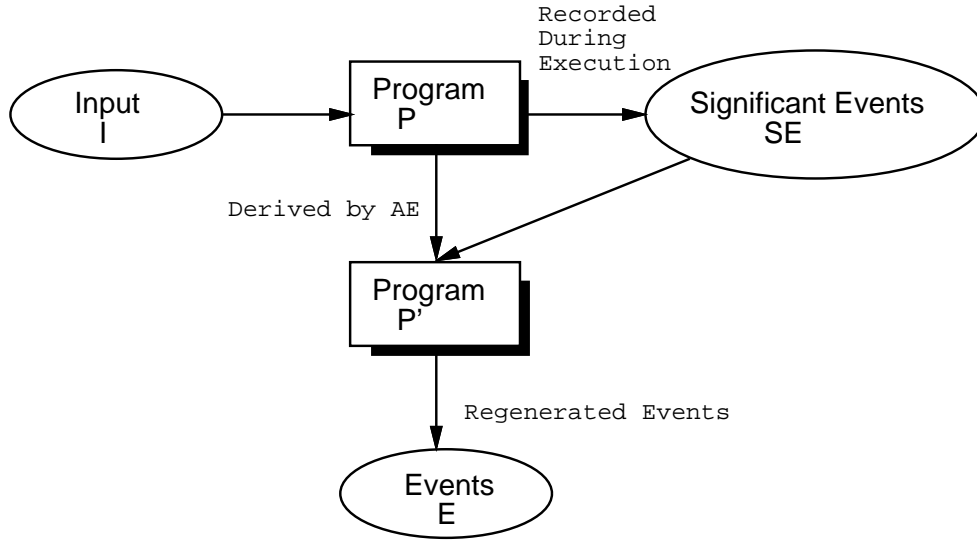 Recorded
During
Execution
Input
I
Program
P
Significant Events
SE
Derived by AE
Program
P'
Regenerated Events
Events
E